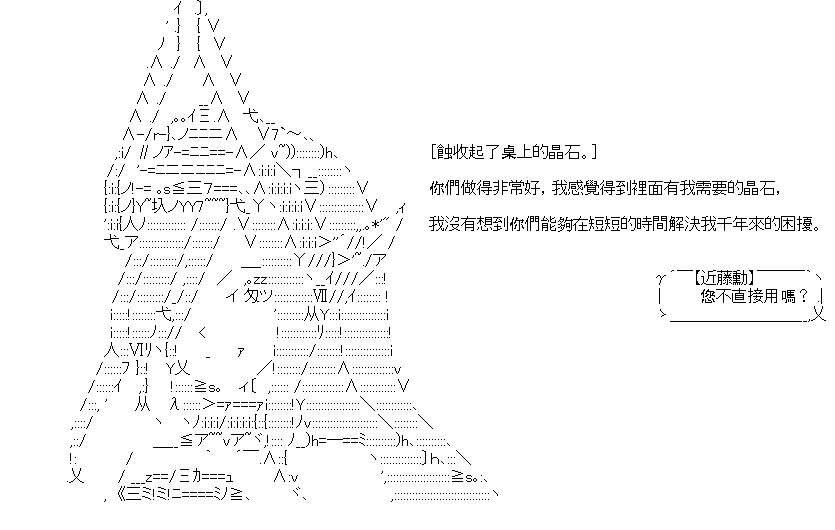 [蝕收起了桌上的晶石。]
你們做得非常好，我感覺得到裡面有我需要的晶石，
我沒有想到你們能夠在短短的時間解決我千年來的困擾。
【近藤勳】
您不直接用嗎？